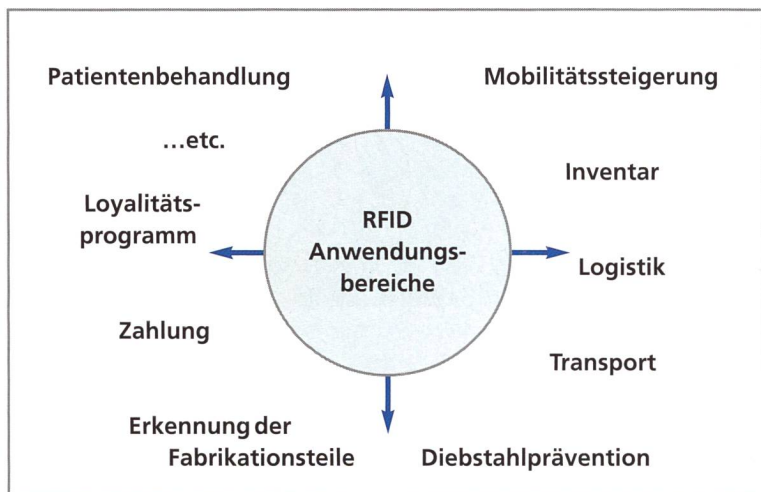 Patientenbehandlung
Mobilitätssteigerung
...etc.
Inventar
Loyalitäts-
programm
RFID
Anwendungs-
bereiche
Logistik
Zahlung
Transport
Erkennung der
Fabrikationsteile
Diebstahlprävention